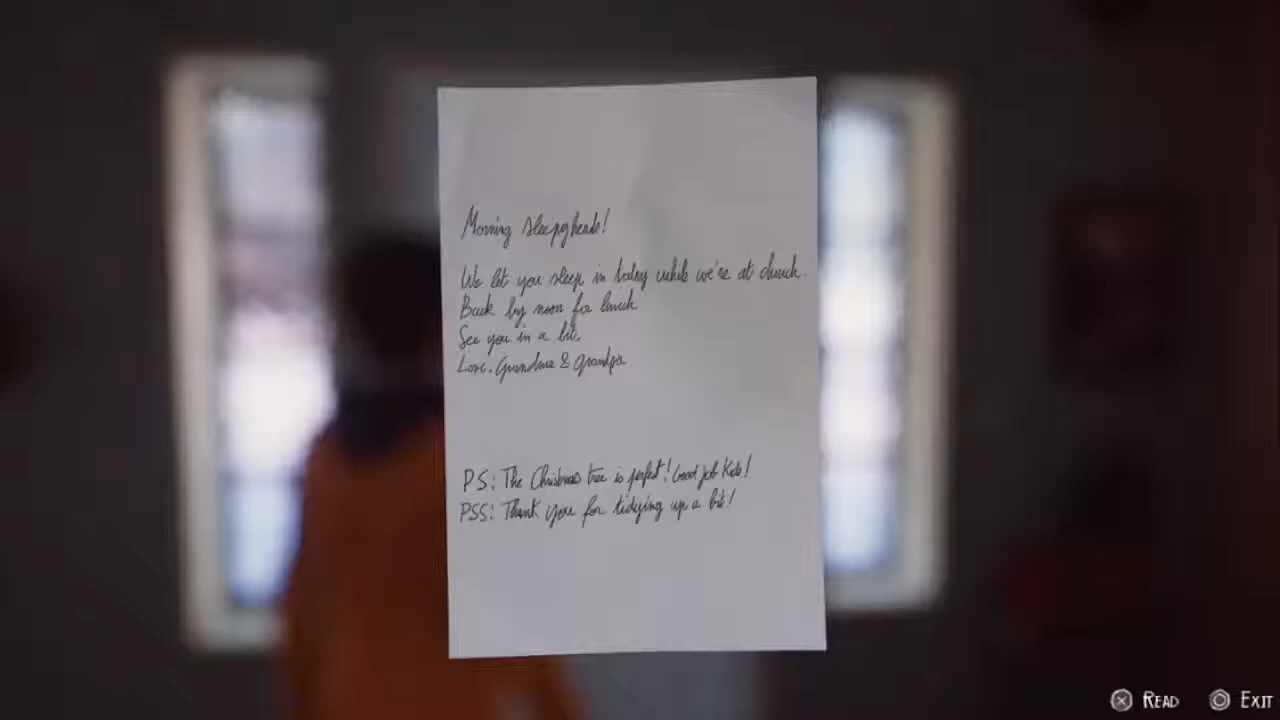 Morning sleepyheads!
We let you sleep in today while we're at church.
Back by noon for lunch
See you in a bit.
Love, Grandma & Grandpa
PS: The Christmas tree is perfect! Good job Kids!
PSS: Thank you for tidying up a bit!
READ EXIT